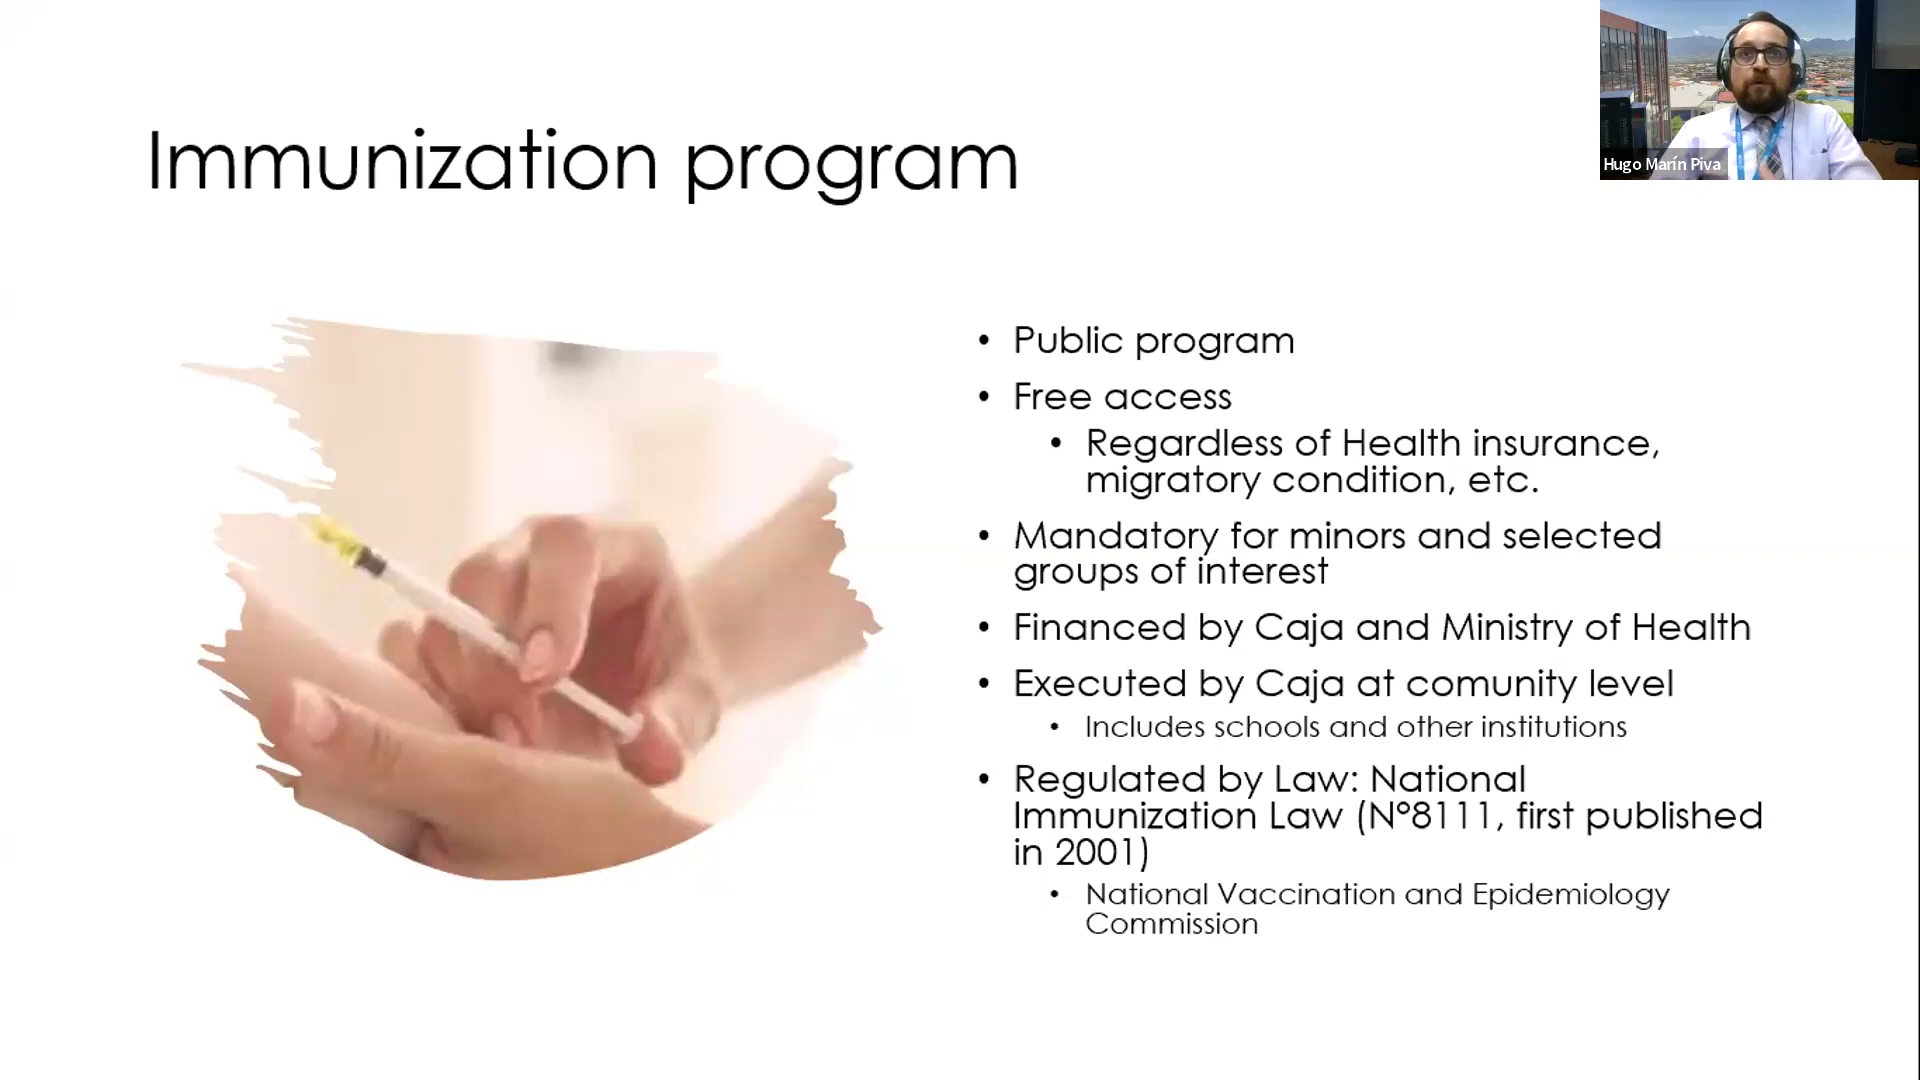 Immunization program
Hugo Marín Piva
• Public program
• Free access
• Regardless of Health insurance,
migratory condition, etc.
• Mandatory for minors and selected
groups of interest
• Financed by Caja and Ministry of Health
• Executed by Caja at comunity level
• Includes schools and other institutions
• Regulated by Law: National
Immunization Law (N°8111, first published
in 2001)
• National Vaccination and Epidemiology
Commission